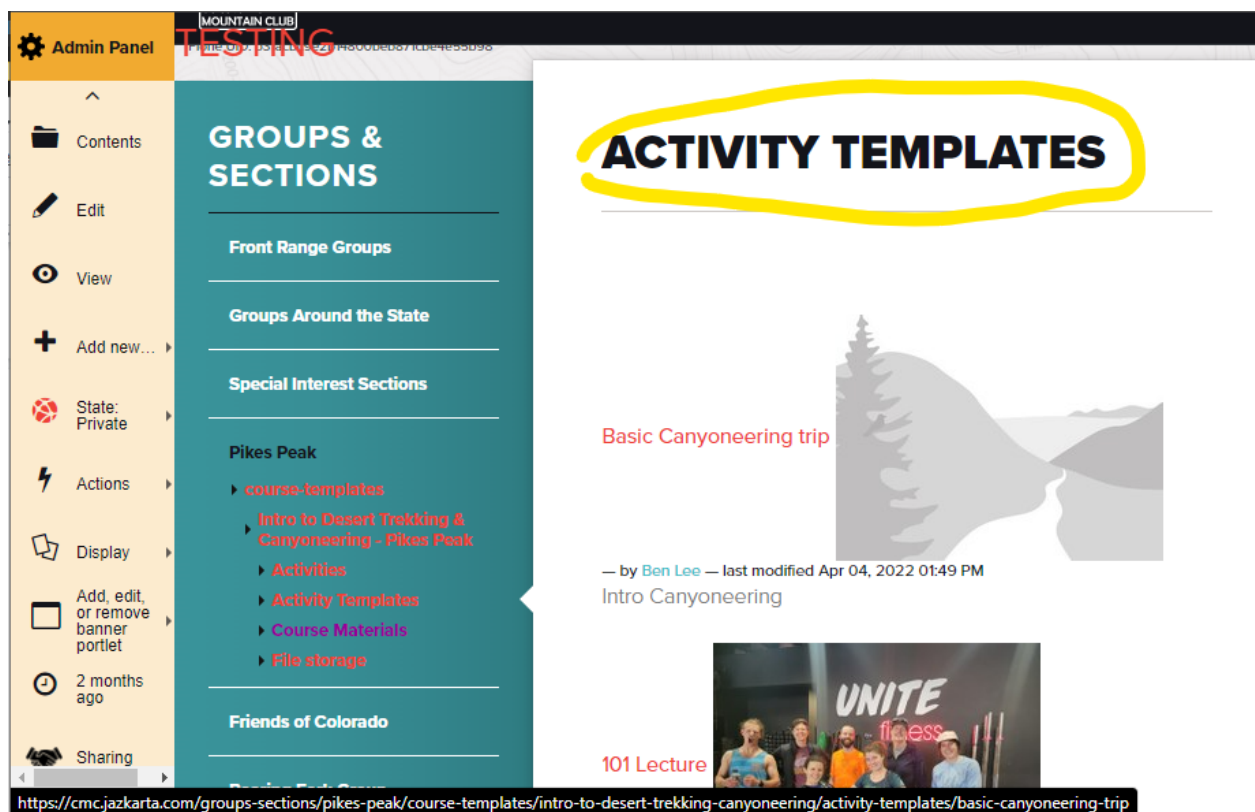 MOUNTAIN CLUB
Admin Panel
TESTING
Contents
Edit
View
Add new...
State:
Private
Actions
Display
Add, edit,
or remove
banner
portlet
2 months
ago
Sharing
GROUPS &
SECTIONS
Front Range Groups
Groups Around the State
Special Interest Sections
Pikes Peak
course-templates
Intro to Desert Trekking &
Canyoneering - Pikes Peak
Activities
Activity Templates
Course Materials
File storage
Friends of Colorado
ACTIVITY TEMPLATES
Basic Canyoneering trip
— by Ben Lee — last modified Apr 04, 2022 01:49 PM
Intro Canyoneering
UNITE
fitness
101 Lecture
https://cmc.jazkarta.com/groups-sections/pikes-peak/course-templates/intro-to-desert-trekking-canyoneering/activity-templates/basic-canyoneering-trip